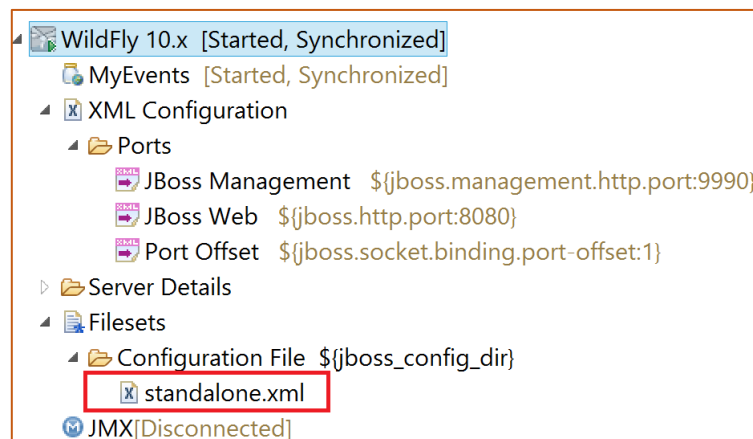 WildFly 10.x [Started, Synchronized]
MyEvents [Started, Synchronized]
XML Configuration
Ports
JBoss Management ${jboss.management.http.port:9990}
JBoss Web ${jboss.http.port:8080}
Port Offset ${jboss.socket.binding.port-offset:1}
Server Details
Filesets
Configuration File ${jboss_config_dir}
standalone.xml
JMX[Disconnected]